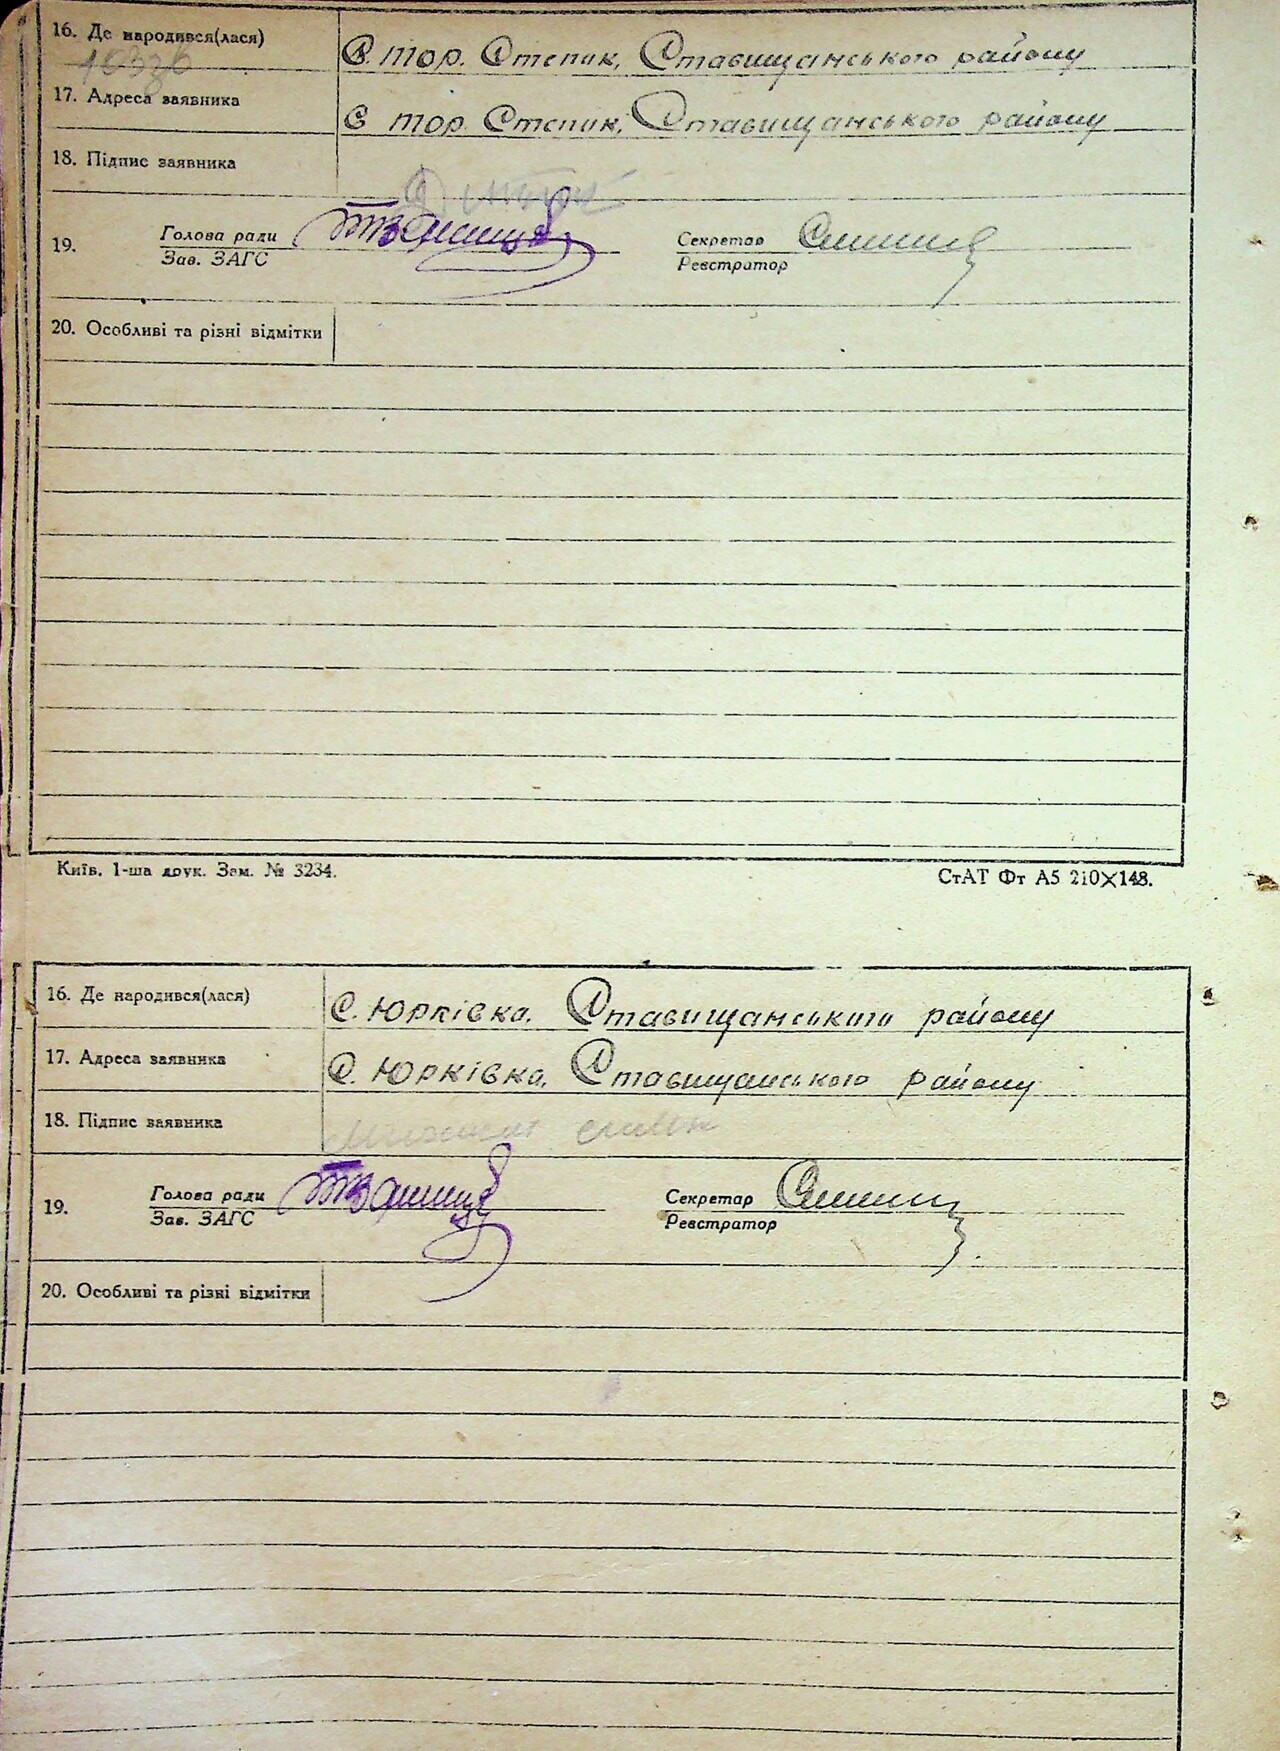 16. Де народився(лася) С. тор. Степик, Ставищанського району
17. Адреса заявника С тор. Степик, Ставищанського району
18. Підпис заявника
19. Голова ради Секретар
Зав. ЗАГС Реєстратор
20. Особливі та різні відмітки
Київ. 1-ша друк. Зам. № 3234. СтАТ Фт А5 210×148.
16. Де народився(лася) С. Юрківка, Ставищанського району
17. Адреса заявника С. Юрківка, Ставищанського району
18. Підпис заявника
19. Голова ради Секретар
Зав. ЗАГС Реєстратор
20. Особливі та різні відмітки